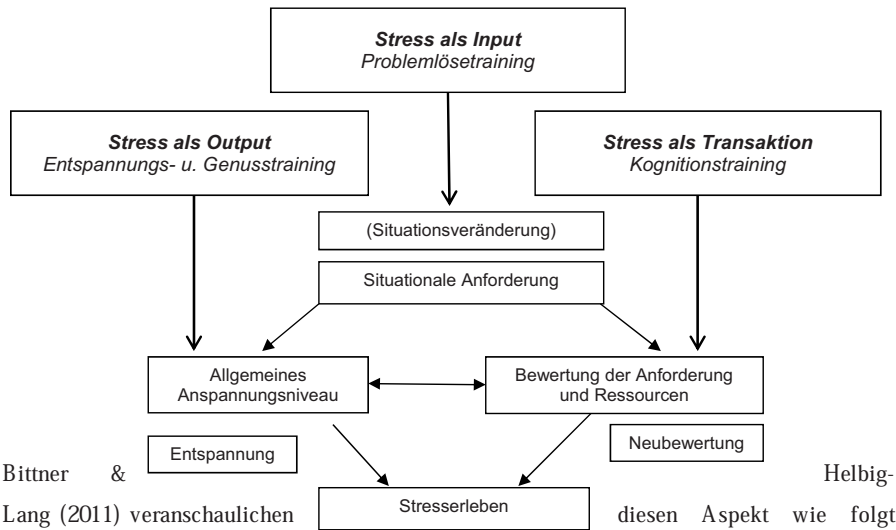 Stress als Input
Problemlösetraining
Stress als Output
Entspannungs- u. Genusstraining
Stress als Transaktion
Kognitionstraining
(Situationsveränderung)
Situationale Anforderung
Allgemeines
Anspannungsniveau
Bewertung der Anforderung
und Ressourcen
Entspannung
Neubewertung
Stresserleben
Bittner & Helbig-
Lang (2011) veranschaulichen diesen Aspekt wie folgt